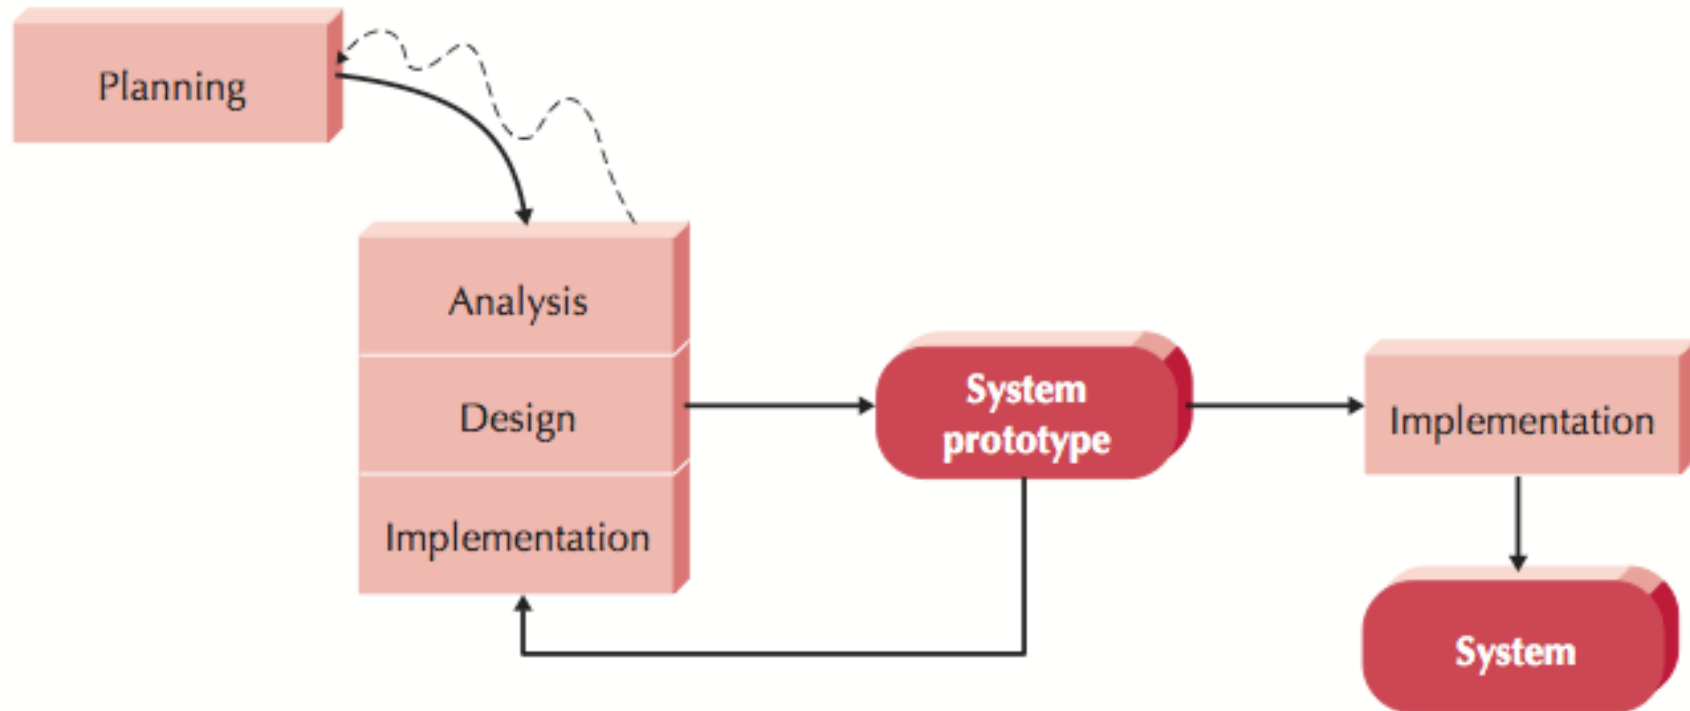 Planning
Analysis
Design
Implementation
System
prototype
Implementation
System